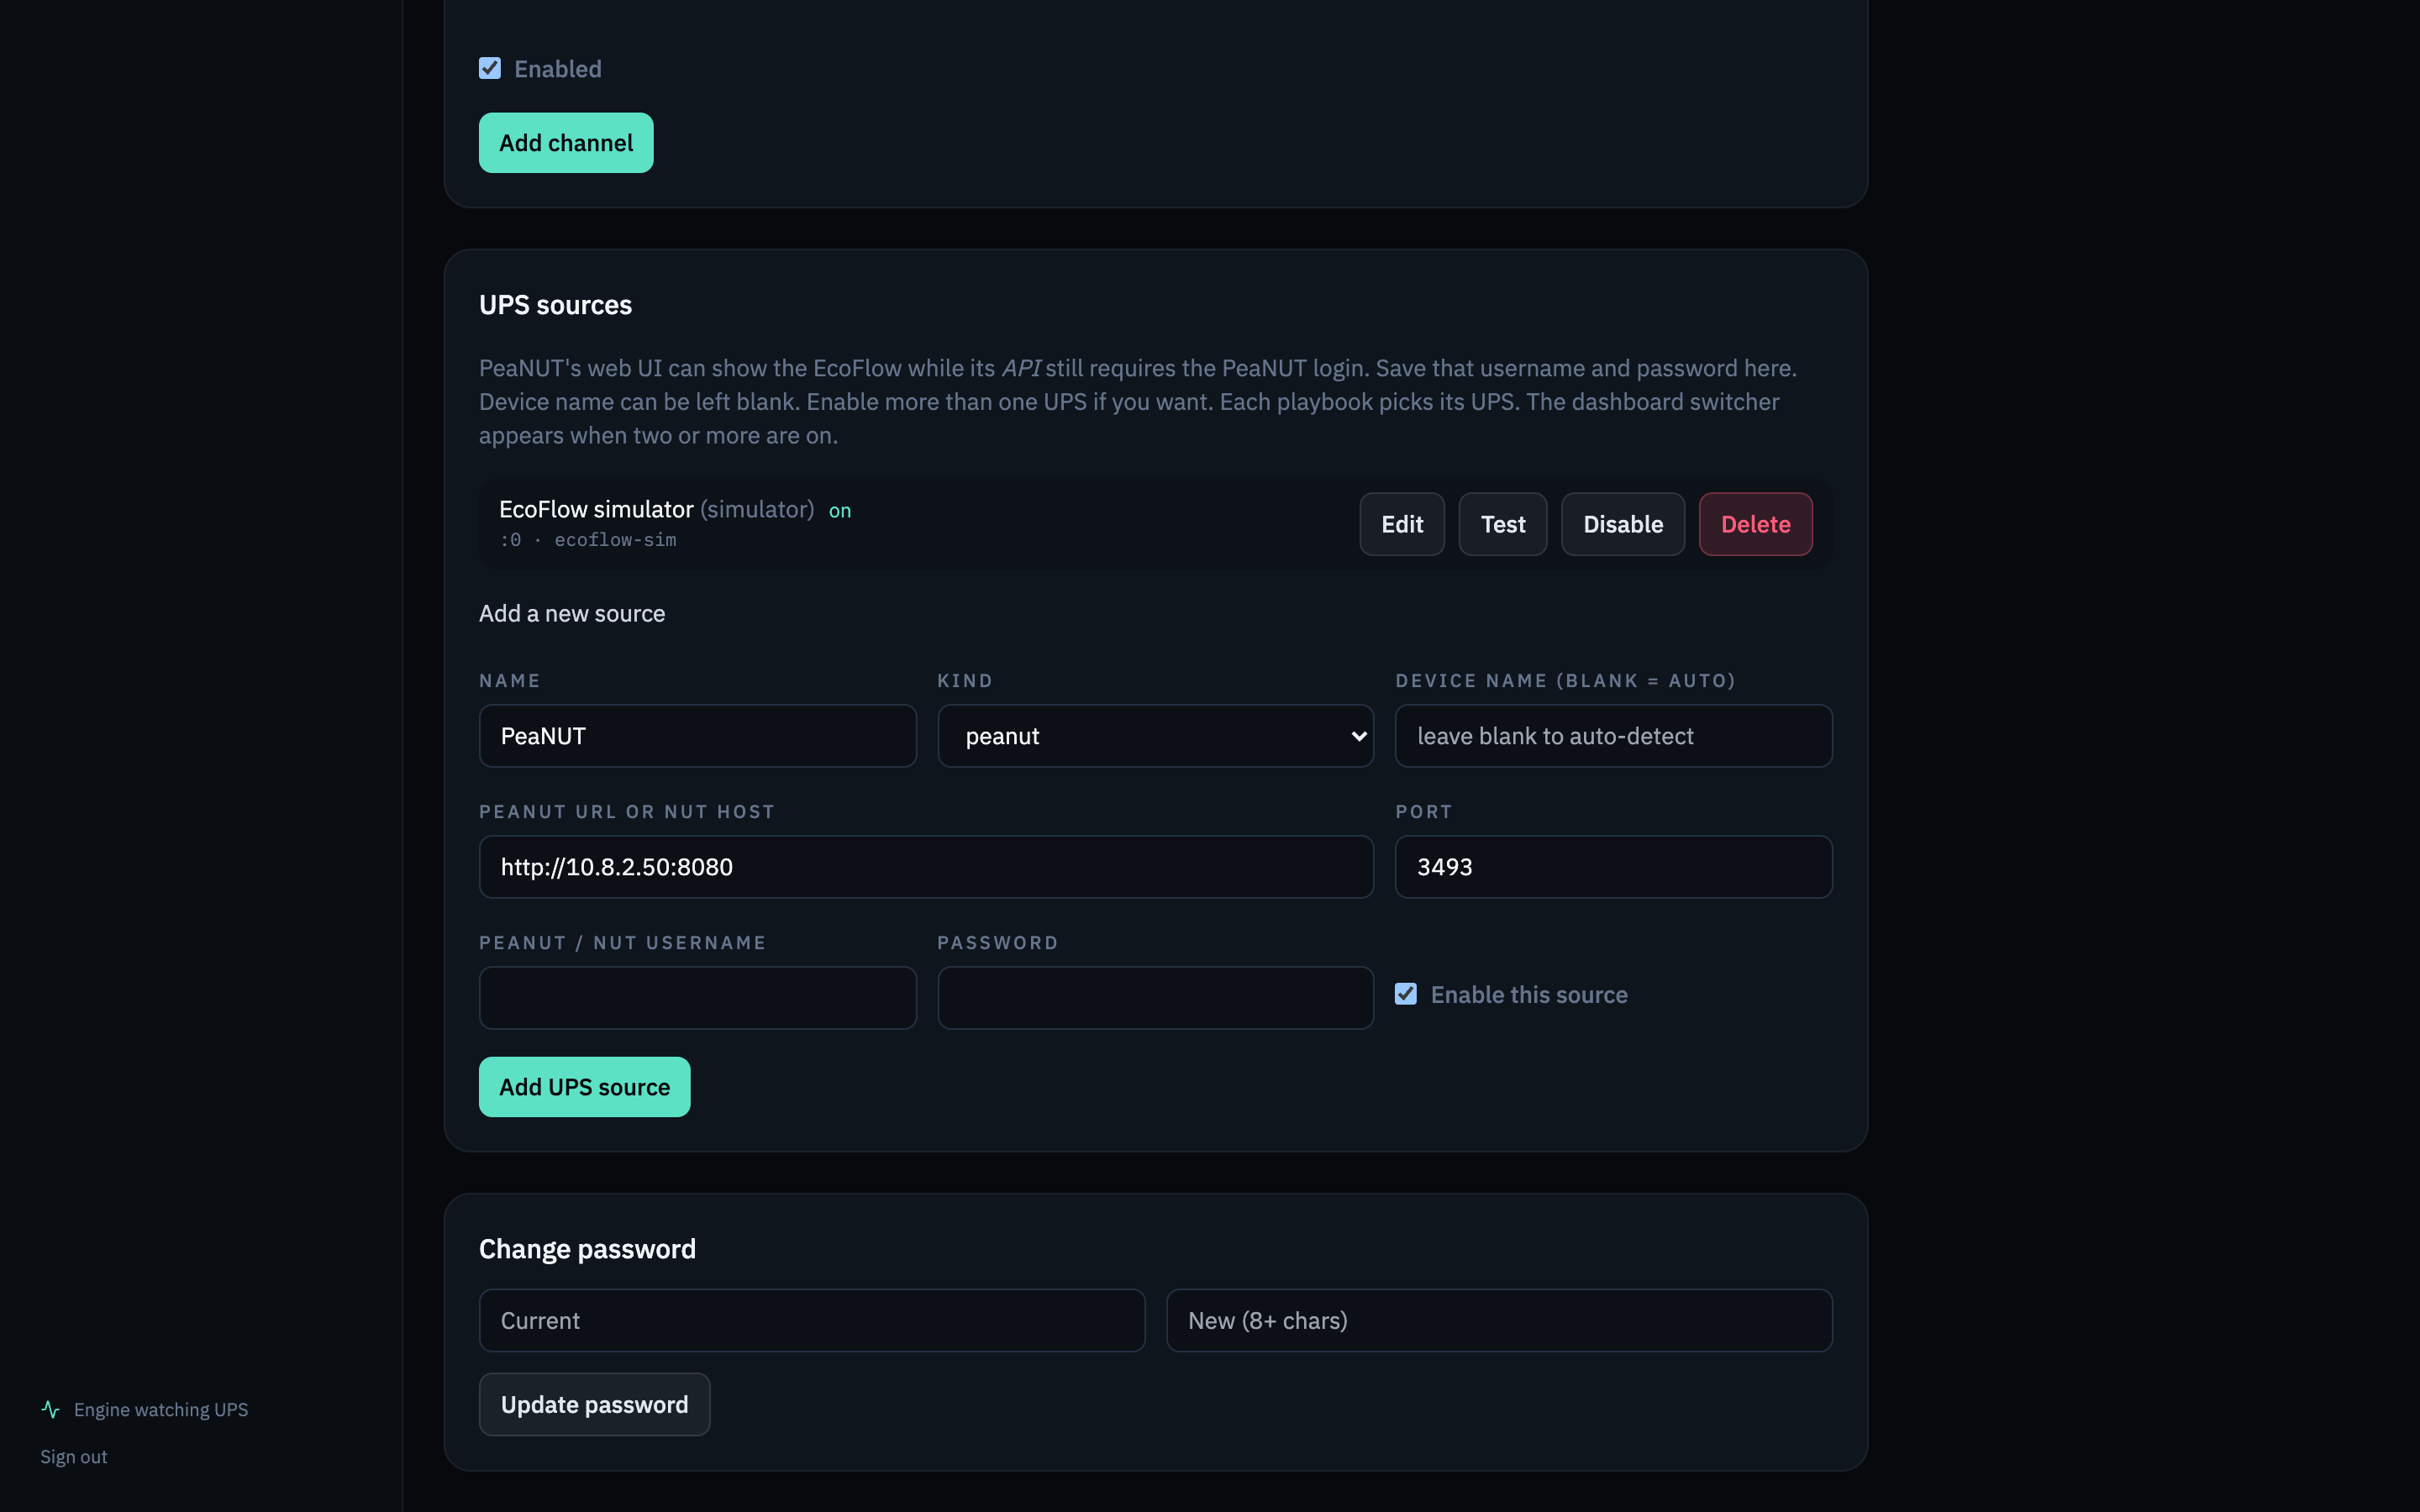 Enabled
Add channel
UPS sources
PeaNUT's web UI can show the EcoFlow while its API still requires the PeaNUT login. Save that username and password here.
Device name can be left blank. Enable more than one UPS if you want. Each playbook picks its UPS. The dashboard switcher
appears when two or more are on.
EcoFlow simulator (simulator) on
:0 · ecoflow-sim
Edit
Test
Disable
Delete
Add a new source
NAME
KIND
DEVICE NAME (BLANK = AUTO)
PeaNUT
peanut
leave blank to auto-detect
PEANUT URL OR NUT HOST
PORT
http://10.8.2.50:8080
3493
PEANUT / NUT USERNAME
PASSWORD
Enable this source
Add UPS source
Change password
Current
New (8+ chars)
Update password
Engine watching UPS
Sign out